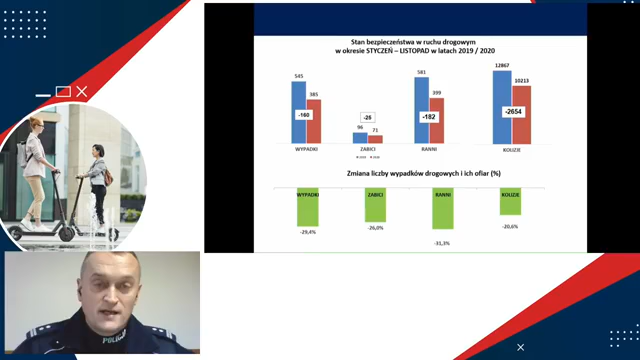 Stan bezpieczeństwa w ruchu drogowym
w okresie STYCZEŃ – LISTOPAD w latach 2019 / 2020
545
385
-160
WYPADKI
96
71
-26
ZABICI
581
399
-182
RANNI
12867
10213
-2654
KOLIZJE
Zmiana liczby wypadków drogowych i ich ofiar (%)
WYPADKI
ZABICI
RANNI
KOLIZJE
-29,4%
-26,0%
-31,3%
-20,6%
POLICJA